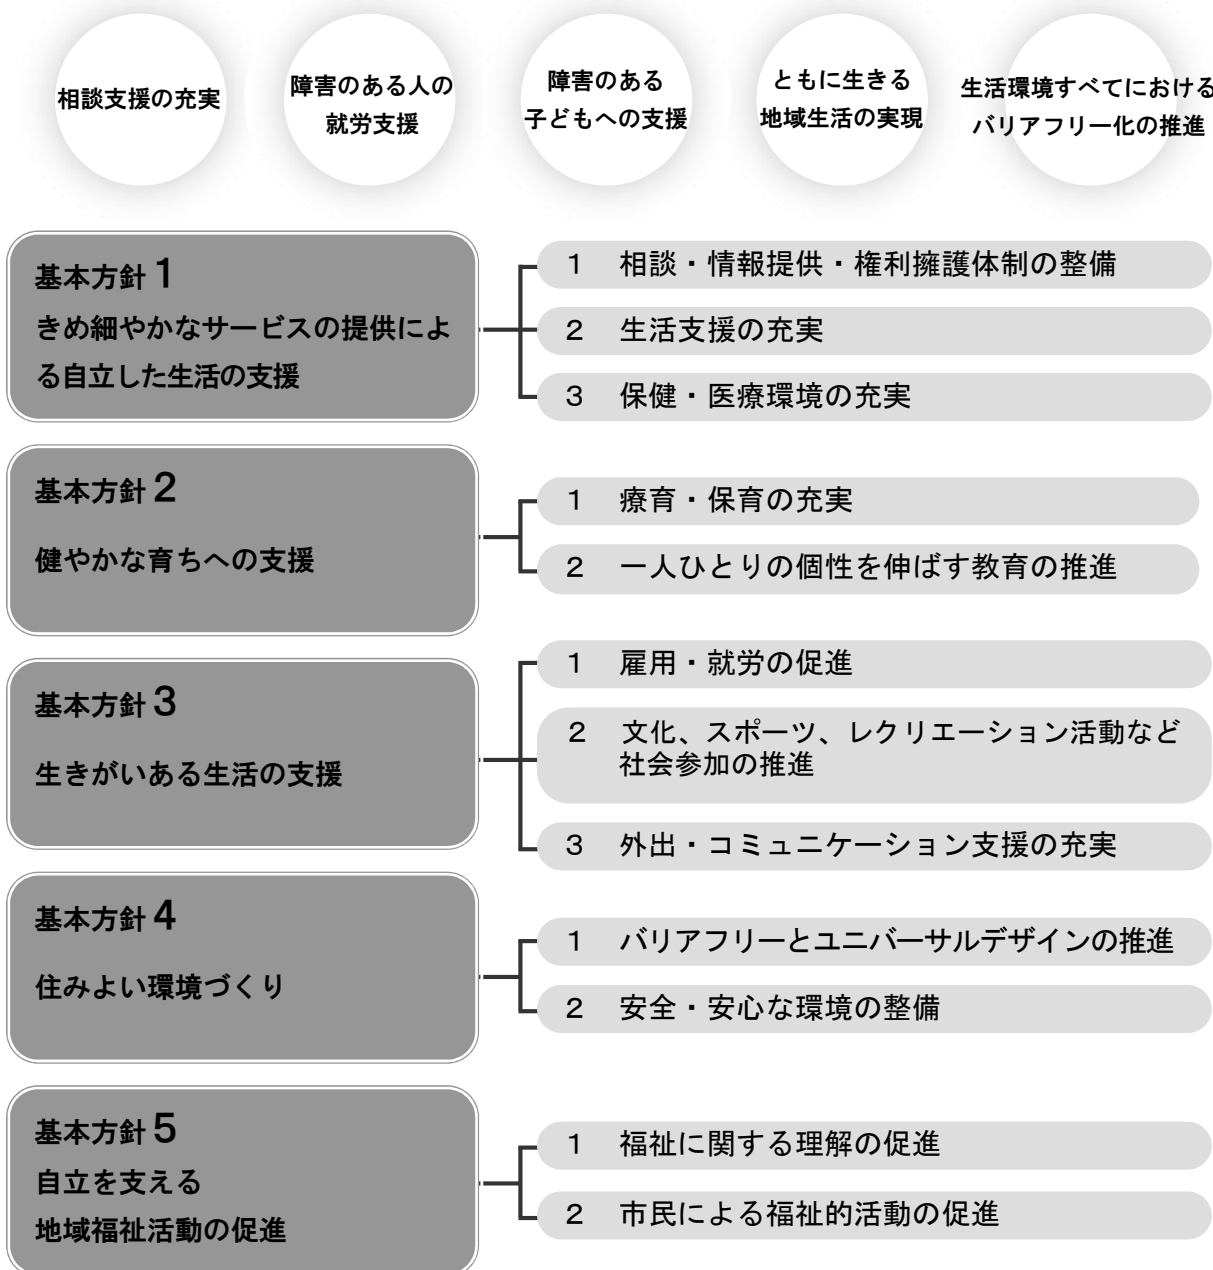 相談支援の充実
障害のある人の
就労支援
障害のある
子どもへの支援
ともに生きる
地域生活の実現
生活環境すべてにおける
バリアフリー化の推進
基本方針1
きめ細やかなサービスの提供によ
る自立した生活の支援
1 相談・情報提供・権利擁護体制の整備
2 生活支援の充実
3 保健・医療環境の充実
基本方針2
健やかな育ちへの支援
1 療育・保育の充実
2 一人ひとりの個性を伸ばす教育の推進
基本方針3
生きがいある生活の支援
1 雇用・就労の促進
2 文化、スポーツ、レクリエーション活動など
社会参加の推進
3 外出・コミュニケーション支援の充実
基本方針4
住みよい環境づくり
1 バリアフリーとユニバーサルデザインの推進
2 安全・安心な環境の整備
基本方針5
自立を支える
地域福祉活動の促進
1 福祉に関する理解の促進
2 市民による福祉的活動の促進